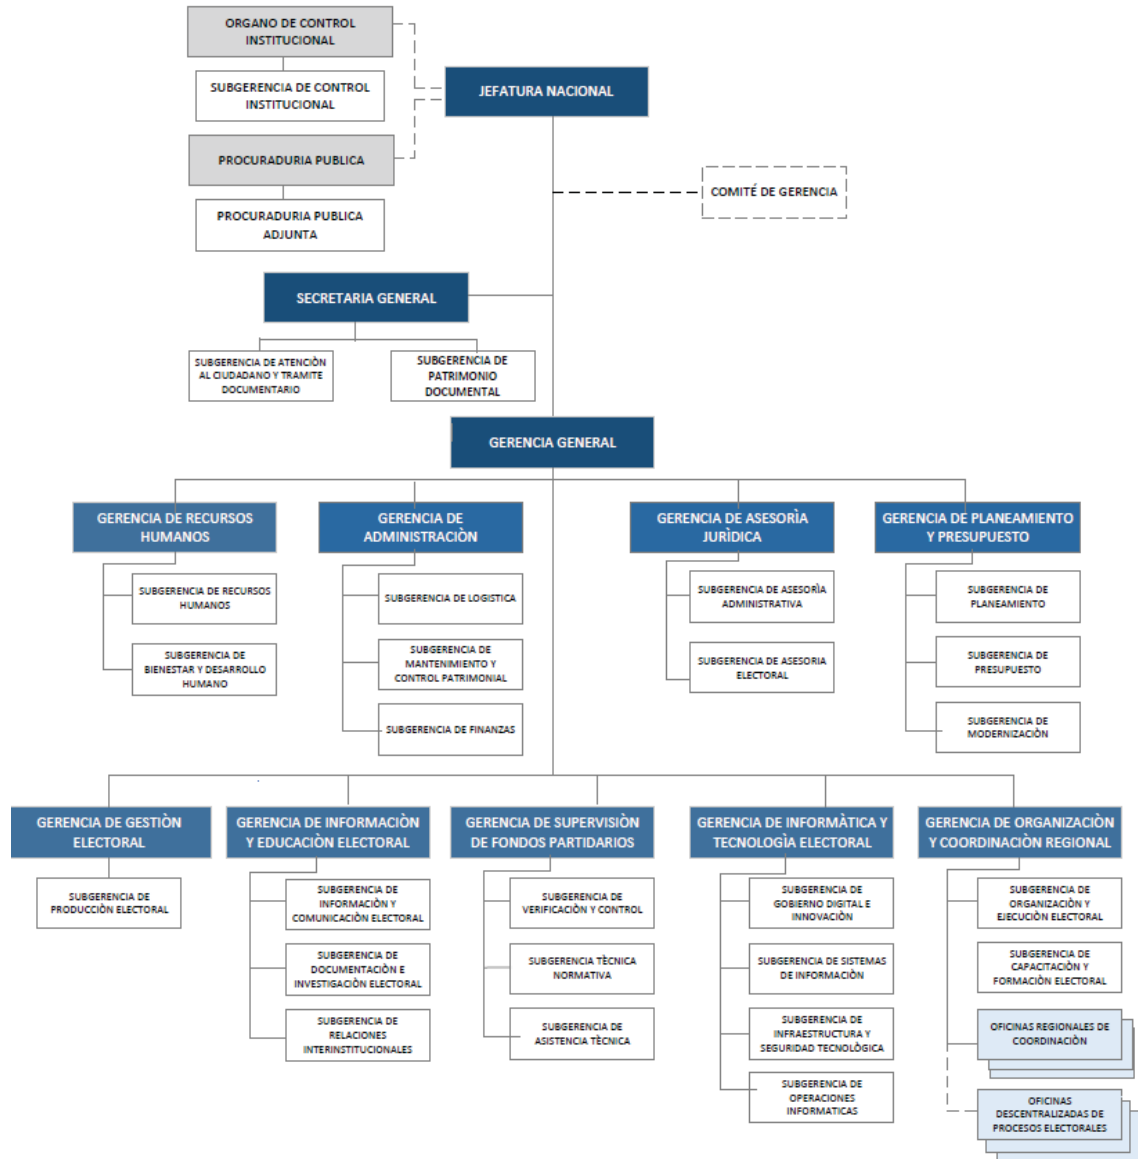 ORGANO DE CONTROL
INSTITUCIONAL
SUBGERENCIA DE CONTROL
INSTITUCIONAL
JEFATURA NACIONAL
PROCURADURIA PUBLICA
COMITÉ DE GERENCIA
PROCURADURIA PUBLICA
ADJUNTA
SECRETARIA GENERAL
SUBGERENCIA DE ATENCIÒN
AL CIUDADANO Y TRAMITE
DOCUMENTARIO
SUBGERENCIA DE
PATRIMONIO
DOCUMENTAL
GERENCIA GENERAL
GERENCIA DE RECURSOS
HUMANOS
GERENCIA DE
ADMINISTRACIÒN
GERENCIA DE ASESORÌA
JURÌDICA
GERENCIA DE PLANEAMIENTO
Y PRESUPUESTO
SUBGERENCIA DE RECURSOS
HUMANOS
SUBGERENCIA DE
BIENESTAR Y DESARROLLO
HUMANO
SUBGERENCIA DE LOGISTICA
SUBGERENCIA DE
MANTENIMIENTO Y
CONTROL PATRIMONIAL
SUBGERENCIA DE FINANZAS
SUBGERENCIA DE ASESORÌA
ADMINISTRATIVA
SUBGERENCIA DE ASESORIA
ELECTORAL
SUBGERENCIA DE
PLANEAMIENTO
SUBGERENCIA DE
PRESUPUESTO
SUBGERENCIA DE
MODERNIZACIÒN
GERENCIA DE GESTIÒN
ELECTORAL
GERENCIA DE INFORMACIÒN
Y EDUCACIÒN ELECTORAL
GERENCIA DE SUPERVISIÒN
DE FONDOS PARTIDARIOS
GERENCIA DE INFORMÀTICA Y
TECNOLOGÌA ELECTORAL
GERENCIA DE ORGANIZACIÒN
Y COORDINACIÒN REGIONAL
SUBGERENCIA DE
PRODUCCIÒN ELECTORAL
SUBGERENCIA DE
INFORMACIÒN Y
COMUNICACIÒN ELECTORAL
SUBGERENCIA DE
DOCUMENTACIÒN E
INVESTIGACIÒN ELECTORAL
SUBGERENCIA DE
RELACIONES
INTERINSTITUCIONALES
SUBGERENCIA DE
VERIFICACIÒN Y CONTROL
SUBGERENCIA TÈCNICA
NORMATIVA
SUBGERENCIA DE
ASISTENCIA TÈCNICA
SUBGERENCIA DE
GOBIERNO DIGITAL E
INNOVACIÒN
SUBGERENCIA DE SISTEMAS
DE INFORMACIÒN
SUBGERENCIA DE
INFRAESTRUCTURA Y
SEGURIDAD TECNOLÒGICA
SUBGERENCIA DE
OPERACIONES
INFORMATICAS
SUBGERENCIA DE
ORGANIZACIÒN Y
EJECUCIÒN ELECTORAL
SUBGERENCIA DE
CAPACITACIÒN Y
FORMACIÒN ELECTORAL
OFICINAS REGIONALES DE
COORDINACIÒN
OFICINAS
DESCENTRALIZADAS DE
PROCESOS ELECTORALES